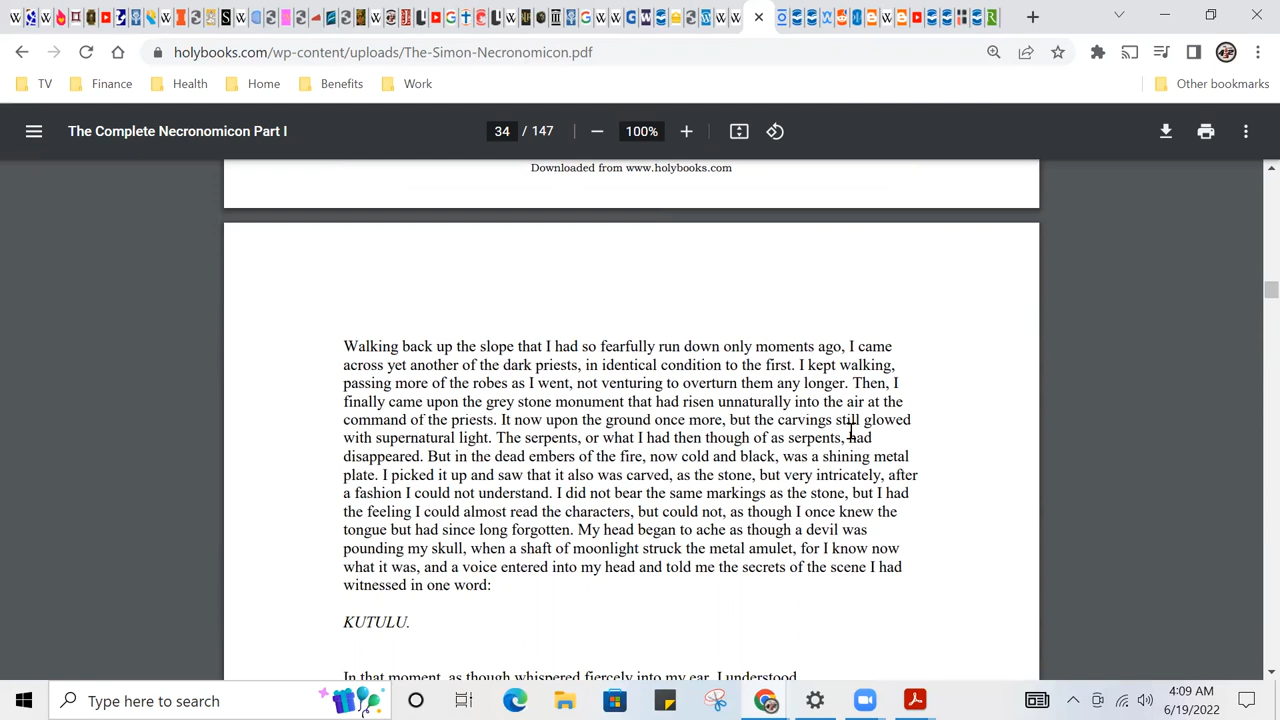 holybooks.com/wp-content/uploads/The-Simon-Necronomicon.pdf
TV Finance Health Home Benefits Work Other bookmarks
The Complete Necronomicon Part I 34 / 147 100%
Downloaded from www.holybooks.com
Walking back up the slope that I had so fearfully run down only moments ago, I came
across yet another of the dark priests, in identical condition to the first. I kept walking,
passing more of the robes as I went, not venturing to overturn them any longer. Then, I
finally came upon the grey stone monument that had risen unnaturally into the air at the
command of the priests. It now upon the ground once more, but the carvings still glowed
with supernatural light. The serpents, or what I had then though of as serpents, had
disappeared. But in the dead embers of the fire, now cold and black, was a shining metal
plate. I picked it up and saw that it also was carved, as the stone, but very intricately, after
a fashion I could not understand. I did not bear the same markings as the stone, but I had
the feeling I could almost read the characters, but could not, as though I once knew the
tongue but had since long forgotten. My head began to ache as though a devil was
pounding my skull, when a shaft of moonlight struck the metal amulet, for I know now
what it was, and a voice entered into my head and told me the secrets of the scene I had
witnessed in one word:
KUTULU.
In that moment, as though whispered fiercely into my ear, I understood.
Type here to search
4:09 AM
6/19/2022